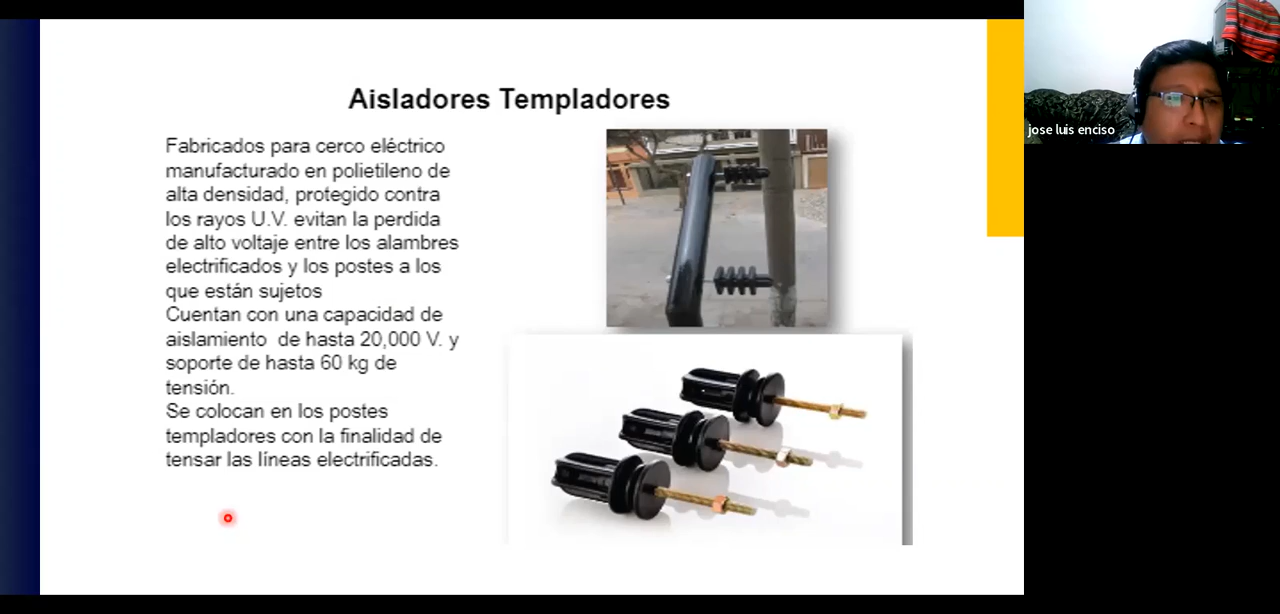 Aisladores Templadores
Fabricados para cerco eléctrico
manufacturado en polietileno de
alta densidad, protegido contra
los rayos U.V. evitan la perdida
de alto voltaje entre los alambres
electrificados y los postes a los
que están sujetos
Cuentan con una capacidad de
aislamiento de hasta 20,000 V. y
soporte de hasta 60 kg de
tensión.
Se colocan en los postes
templadores con la finalidad de
tensar las líneas electrificadas.
jose luis enciso